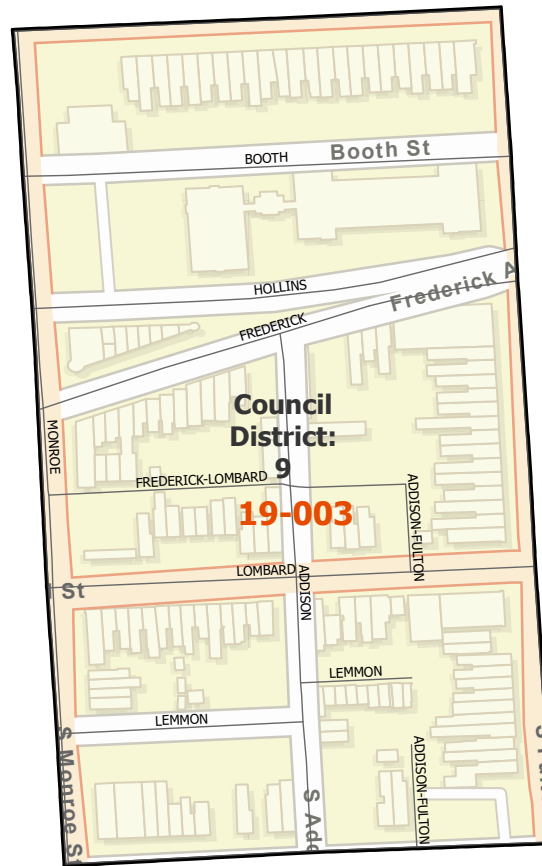 BOOTH
Booth St
HOLLINS
Frederick A
FREDERICK
MONROE
Council
District:
9
FREDERICK-LOMBARD
19-003
ADDISON-FULTON
LOMBARD
ADDISON
St
LEMMON
LEMMON
S Monroe St
S Add
ADDISON-FULTON